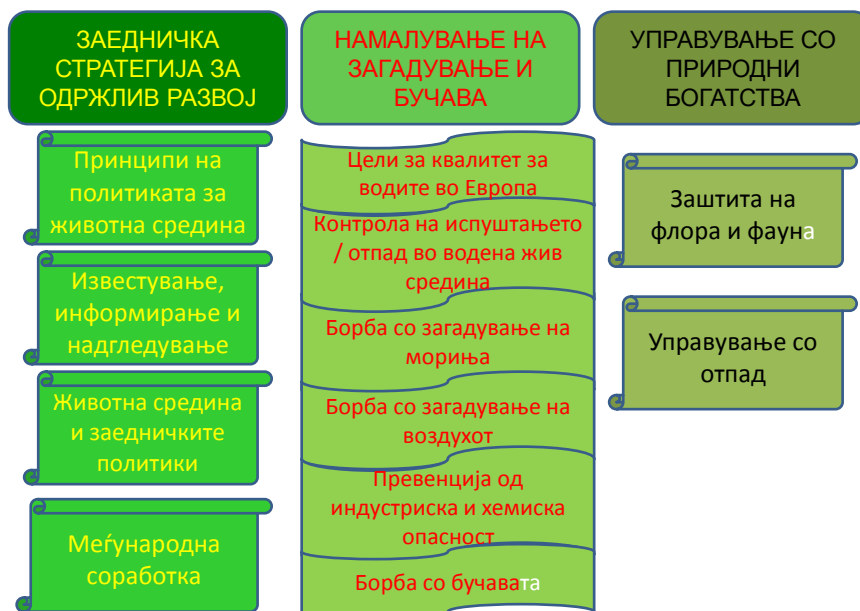 ЗАЕДНИЧКА
СТРАТЕГИЈА ЗА
ОДРЖЛИВ РАЗВОЈ
Принципи на
политиката за
животна средина
Известување,
информирање и
надгледување
Животна средина
и заедничките
политики
Меѓународна
соработка
НАМАЛУВАЊЕ НА
ЗАГАДУВАЊЕ И
БУЧАВА
Цели за квалитет за
водите во Европа
Контрола на испуштањето
/ отпад во водена жив
средина
Борба со загадување на
мориња
Борба со загадување на
воздухот
Превенција од
индустриска и хемиска
опасност
Борба со бучавата
УПРАВУВАЊЕ СО
ПРИРОДНИ
БОГАТСТВА
Заштита на
флора и фауна
Управување со
отпад